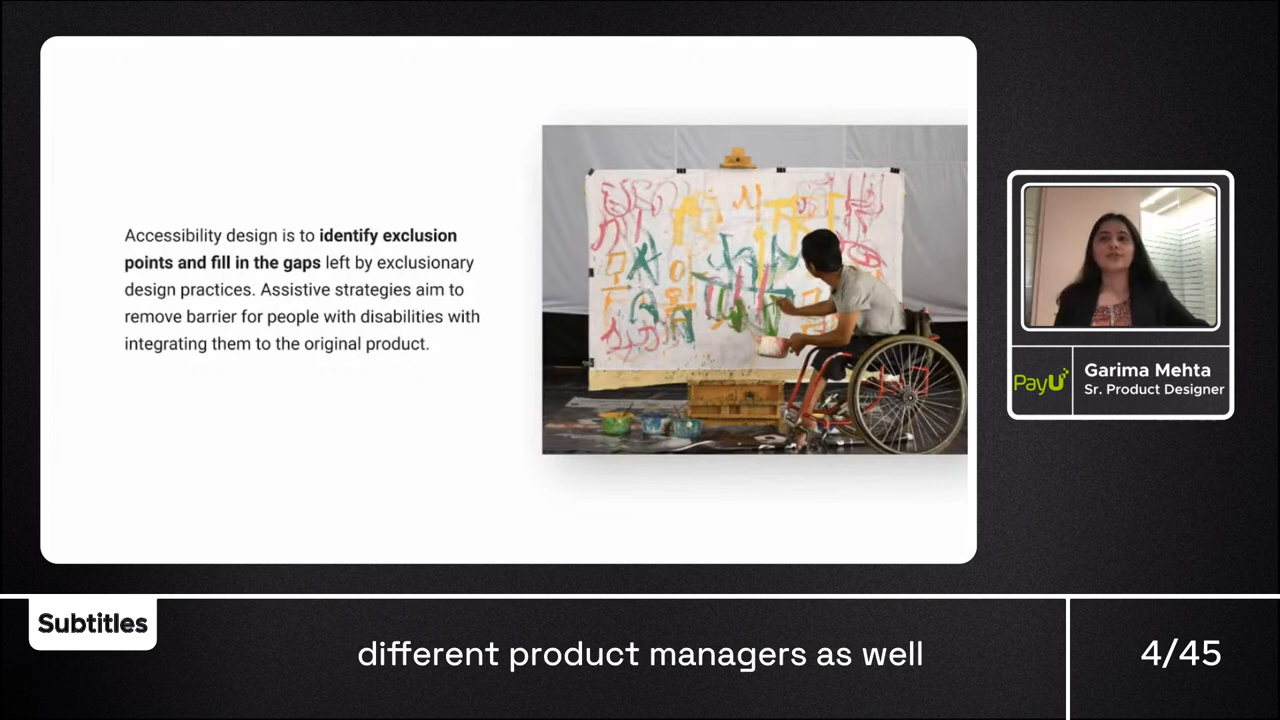 Accessibility design is to identify exclusion
points and fill in the gaps left by exclusionary
design practices. Assistive strategies aim to
remove barrier for people with disabilities with
integrating them to the original product.
PayU
Garima Mehta
Sr. Product Designer
Subtitles
different product managers as well
4/45